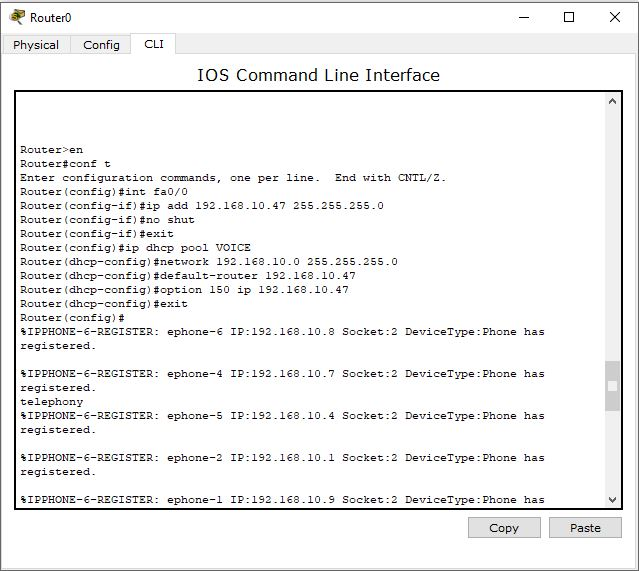 Router0
Physical Config CLI
IOS Command Line Interface
Router>en
Router#conf t
Enter configuration commands, one per line.  End with CNTL/Z.
Router(config)#int fa0/0
Router(config-if)#ip add 192.168.10.47 255.255.255.0
Router(config-if)#no shut
Router(config-if)#exit
Router(config)#ip dhcp pool VOICE
Router(dhcp-config)#network 192.168.10.0 255.255.255.0
Router(dhcp-config)#default-router 192.168.10.47
Router(dhcp-config)#option 150 ip 192.168.10.47
Router(dhcp-config)#exit
Router(config)#
%IPPHONE-6-REGISTER: ephone-6 IP:192.168.10.8 Socket:2 DeviceType:Phone has
registered.
%IPPHONE-6-REGISTER: ephone-4 IP:192.168.10.7 Socket:2 DeviceType:Phone has
registered.
telephony
%IPPHONE-6-REGISTER: ephone-5 IP:192.168.10.4 Socket:2 DeviceType:Phone has
registered.
%IPPHONE-6-REGISTER: ephone-2 IP:192.168.10.1 Socket:2 DeviceType:Phone has
registered.
%IPPHONE-6-REGISTER: ephone-1 IP:192.168.10.9 Socket:2 DeviceType:Phone has
Copy Paste